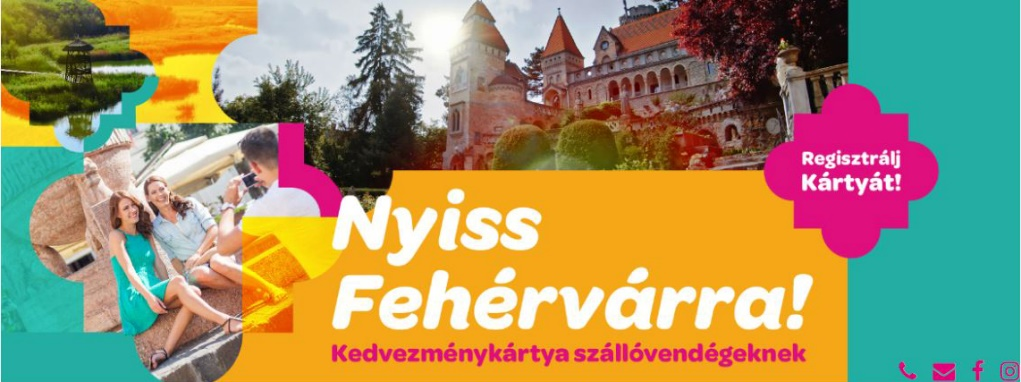 Regisztrálj
Kártyát!
Nyiss
Fehérvárra!
Kedvezménykártya szállóvendégeknek